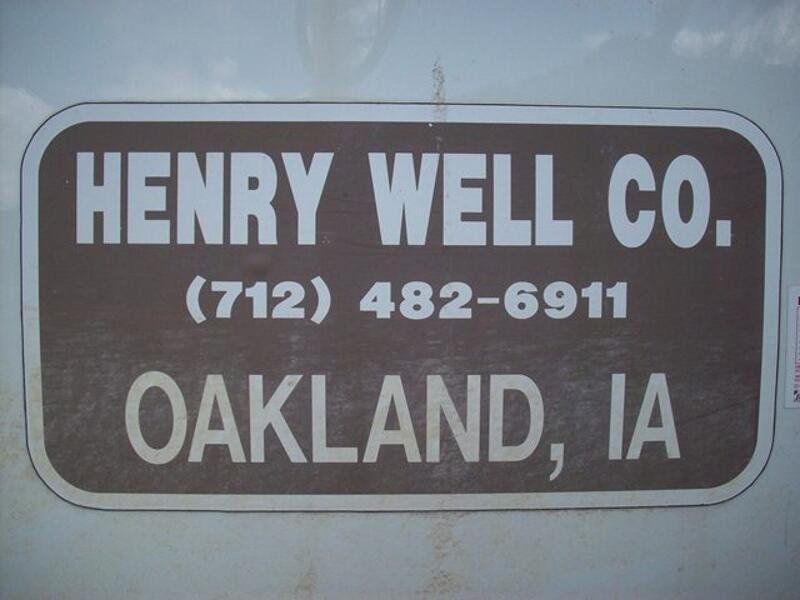 HENRY WELL CO.
(712) 482-6911
OAKLAND, IA